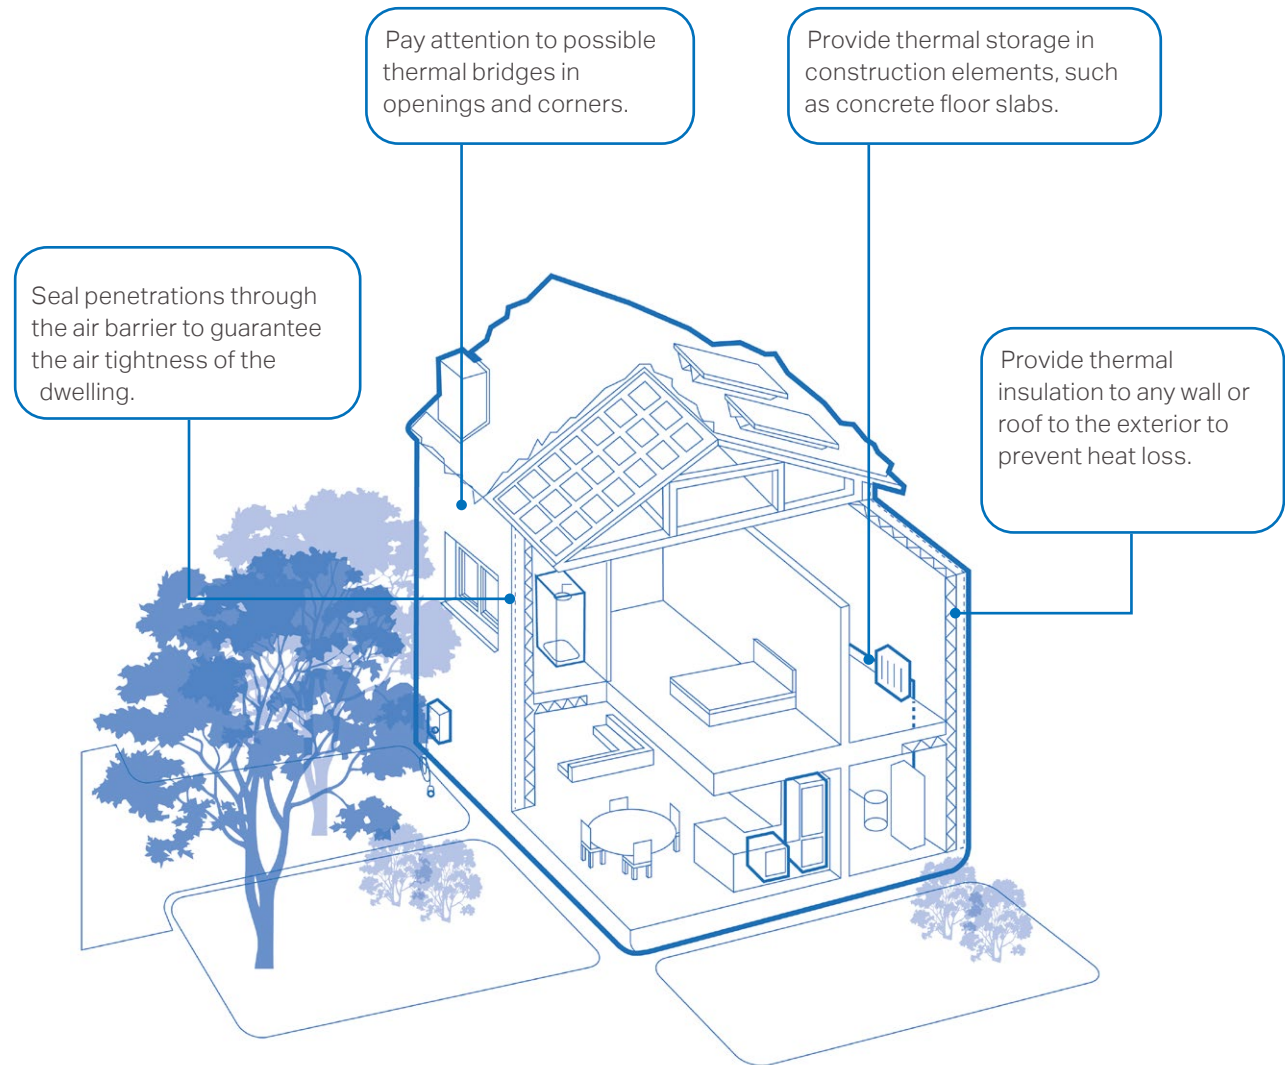 Pay attention to possible
thermal bridges in
openings and corners.
Provide thermal storage in
construction elements, such
as concrete floor slabs.
Seal penetrations through
the air barrier to guarantee
the air tightness of the
dwelling.
Provide thermal
insulation to any wall or
roof to the exterior to
prevent heat loss.